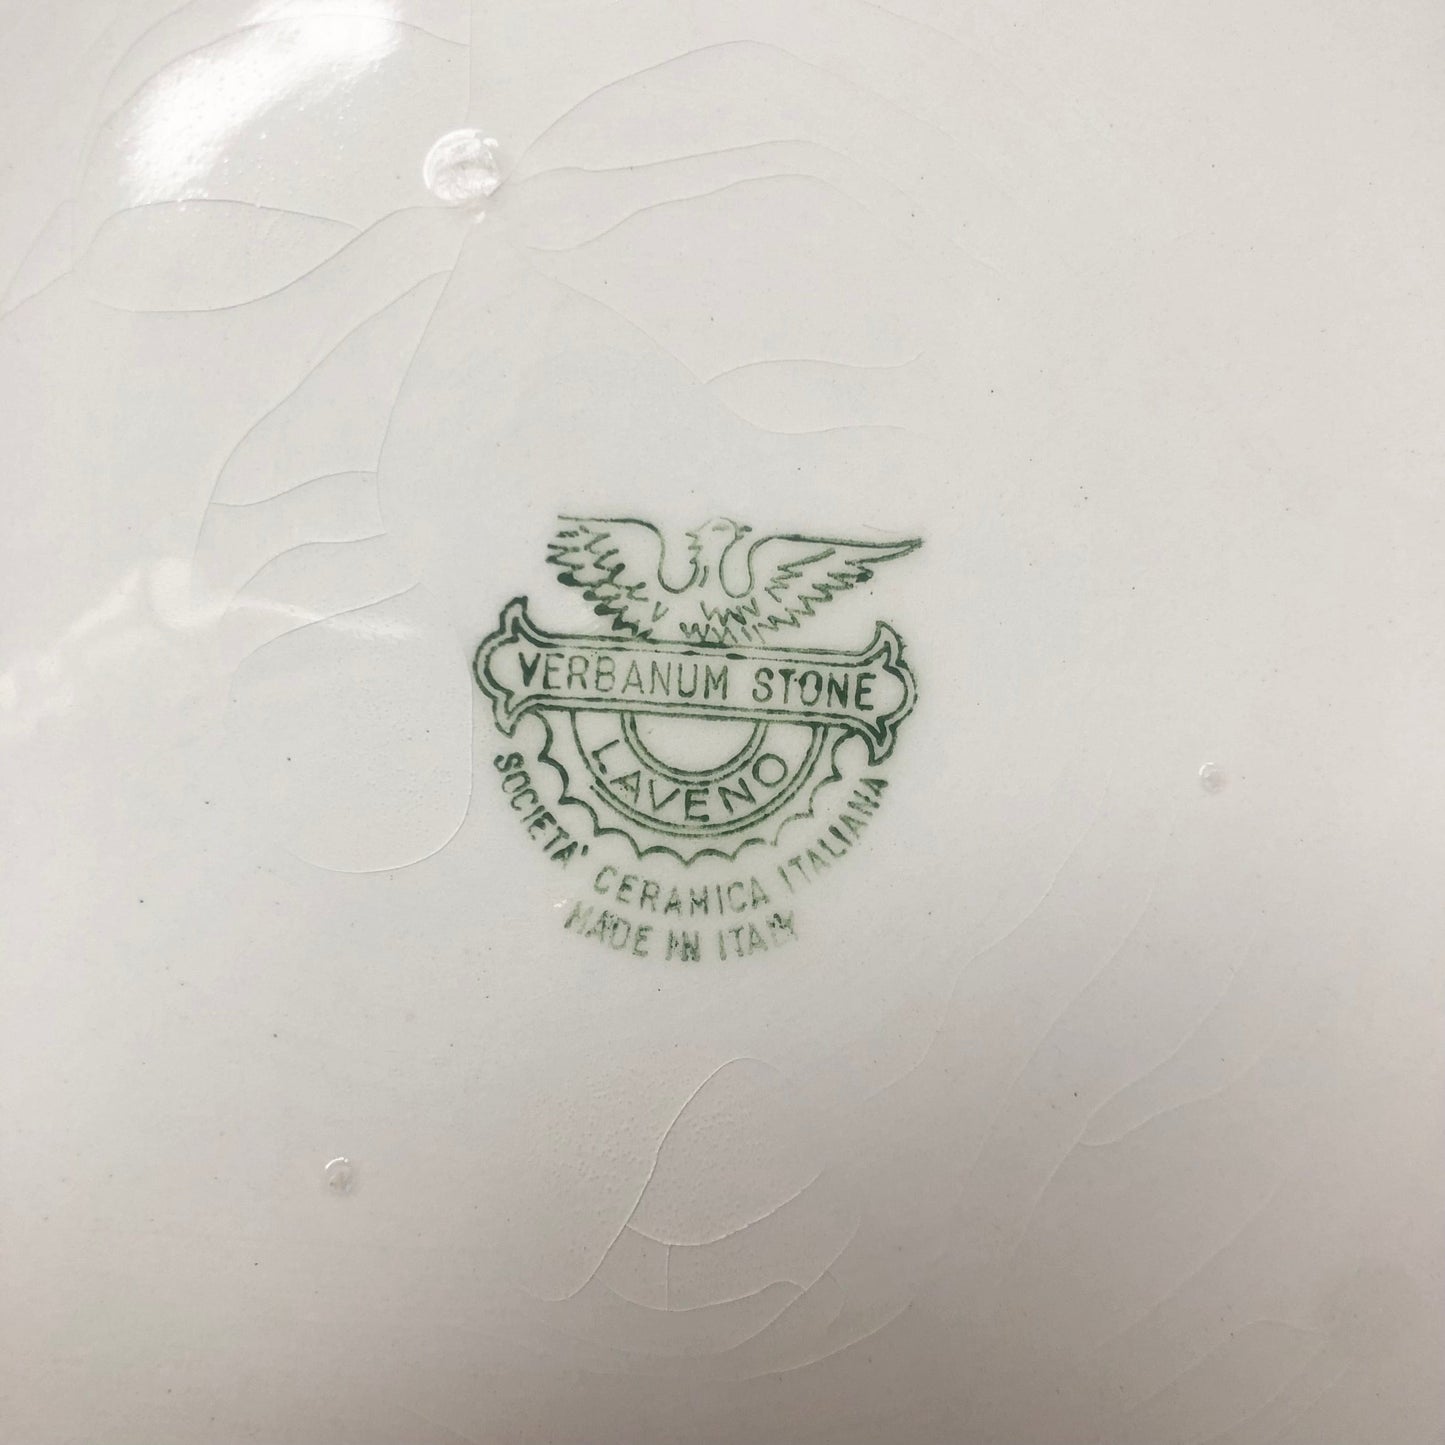 VERBANUM STONE
LAVENO
SOCIETA' CERAMICA ITALIANA
MADE IN ITALY